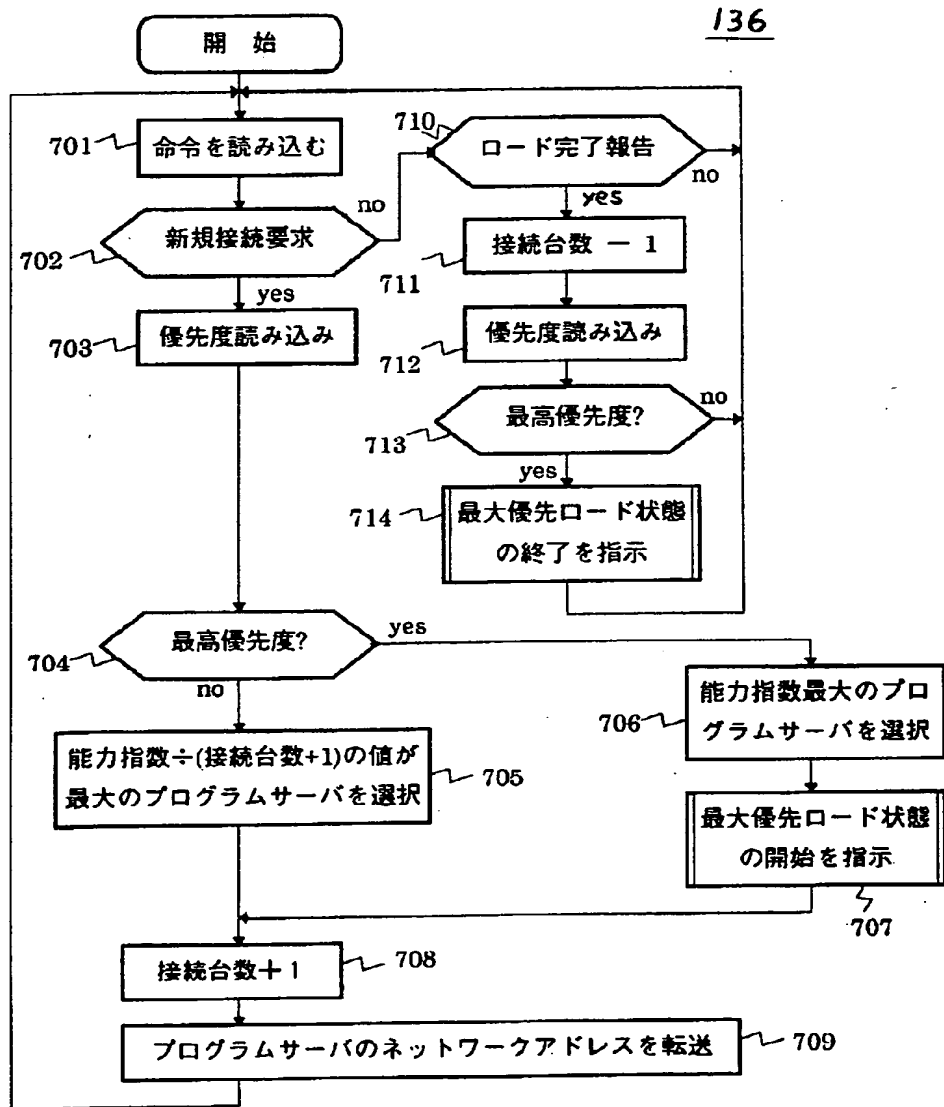 136
開 始
701
命令を読み込む
710
ロード完了報告
no
no
yes
702
新規接続要求
yes
接続台数 － 1
711
703
優先度読み込み
712
優先度読み込み
713
最高優先度?
no
yes
714
最大優先ロード状態
の終了を指示
704
最高優先度?
yes
no
706
能力指数最大のプロ
グラムサーバを選択
能力指数÷(接続台数+1)の値が
最大のプログラムサーバを選択
705
最大優先ロード状態
の開始を指示
707
接続台数＋1
708
プログラムサーバのネットワークアドレスを転送
709